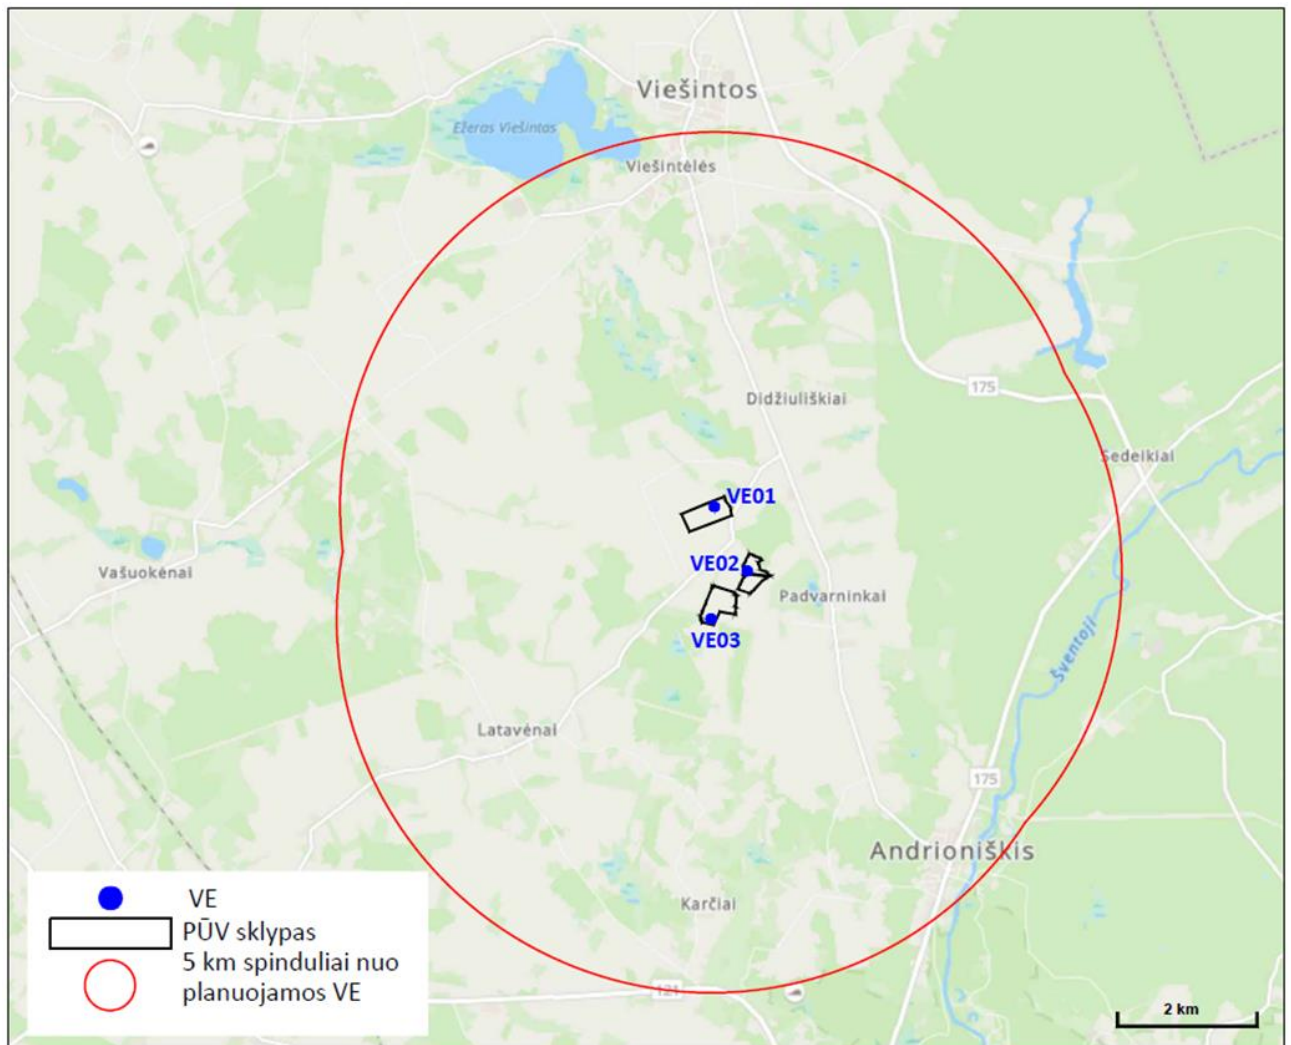 Viešintos
Ežeras Viešintas
Viešintėlės
175
Didžiuliškiai
Sedeikiai
VE01
VE02
Vašuokėnai
Padvarninkai
VE03
Šventoji
Latavėnai
175
Andrioniškis
Karčiai
121
VE
PŪV sklypas
5 km spinduliai nuo
planuojamos VE
2 km